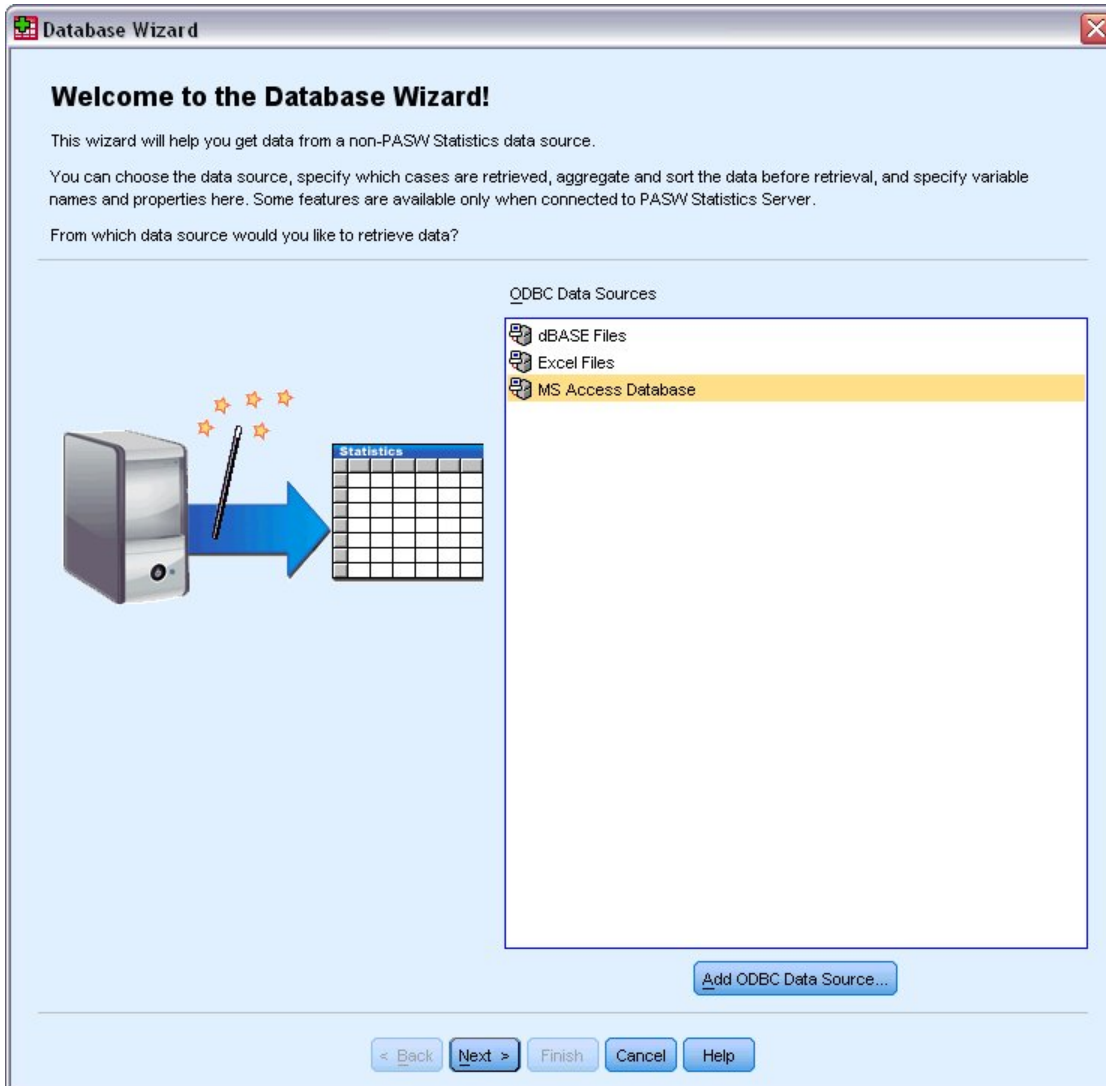 Database Wizard
Welcome to the Database Wizard!
This wizard will help you get data from a non-PASW Statistics data source.
You can choose the data source, specify which cases are retrieved, aggregate and sort the data before retrieval, and specify variable
names and properties here. Some features are available only when connected to PASW Statistics Server.
From which data source would you like to retrieve data?
ODBC Data Sources
dBASE Files
Excel Files
MS Access Database
Statistics
Add ODBC Data Source...
< Back
Next >
Finish
Cancel
Help